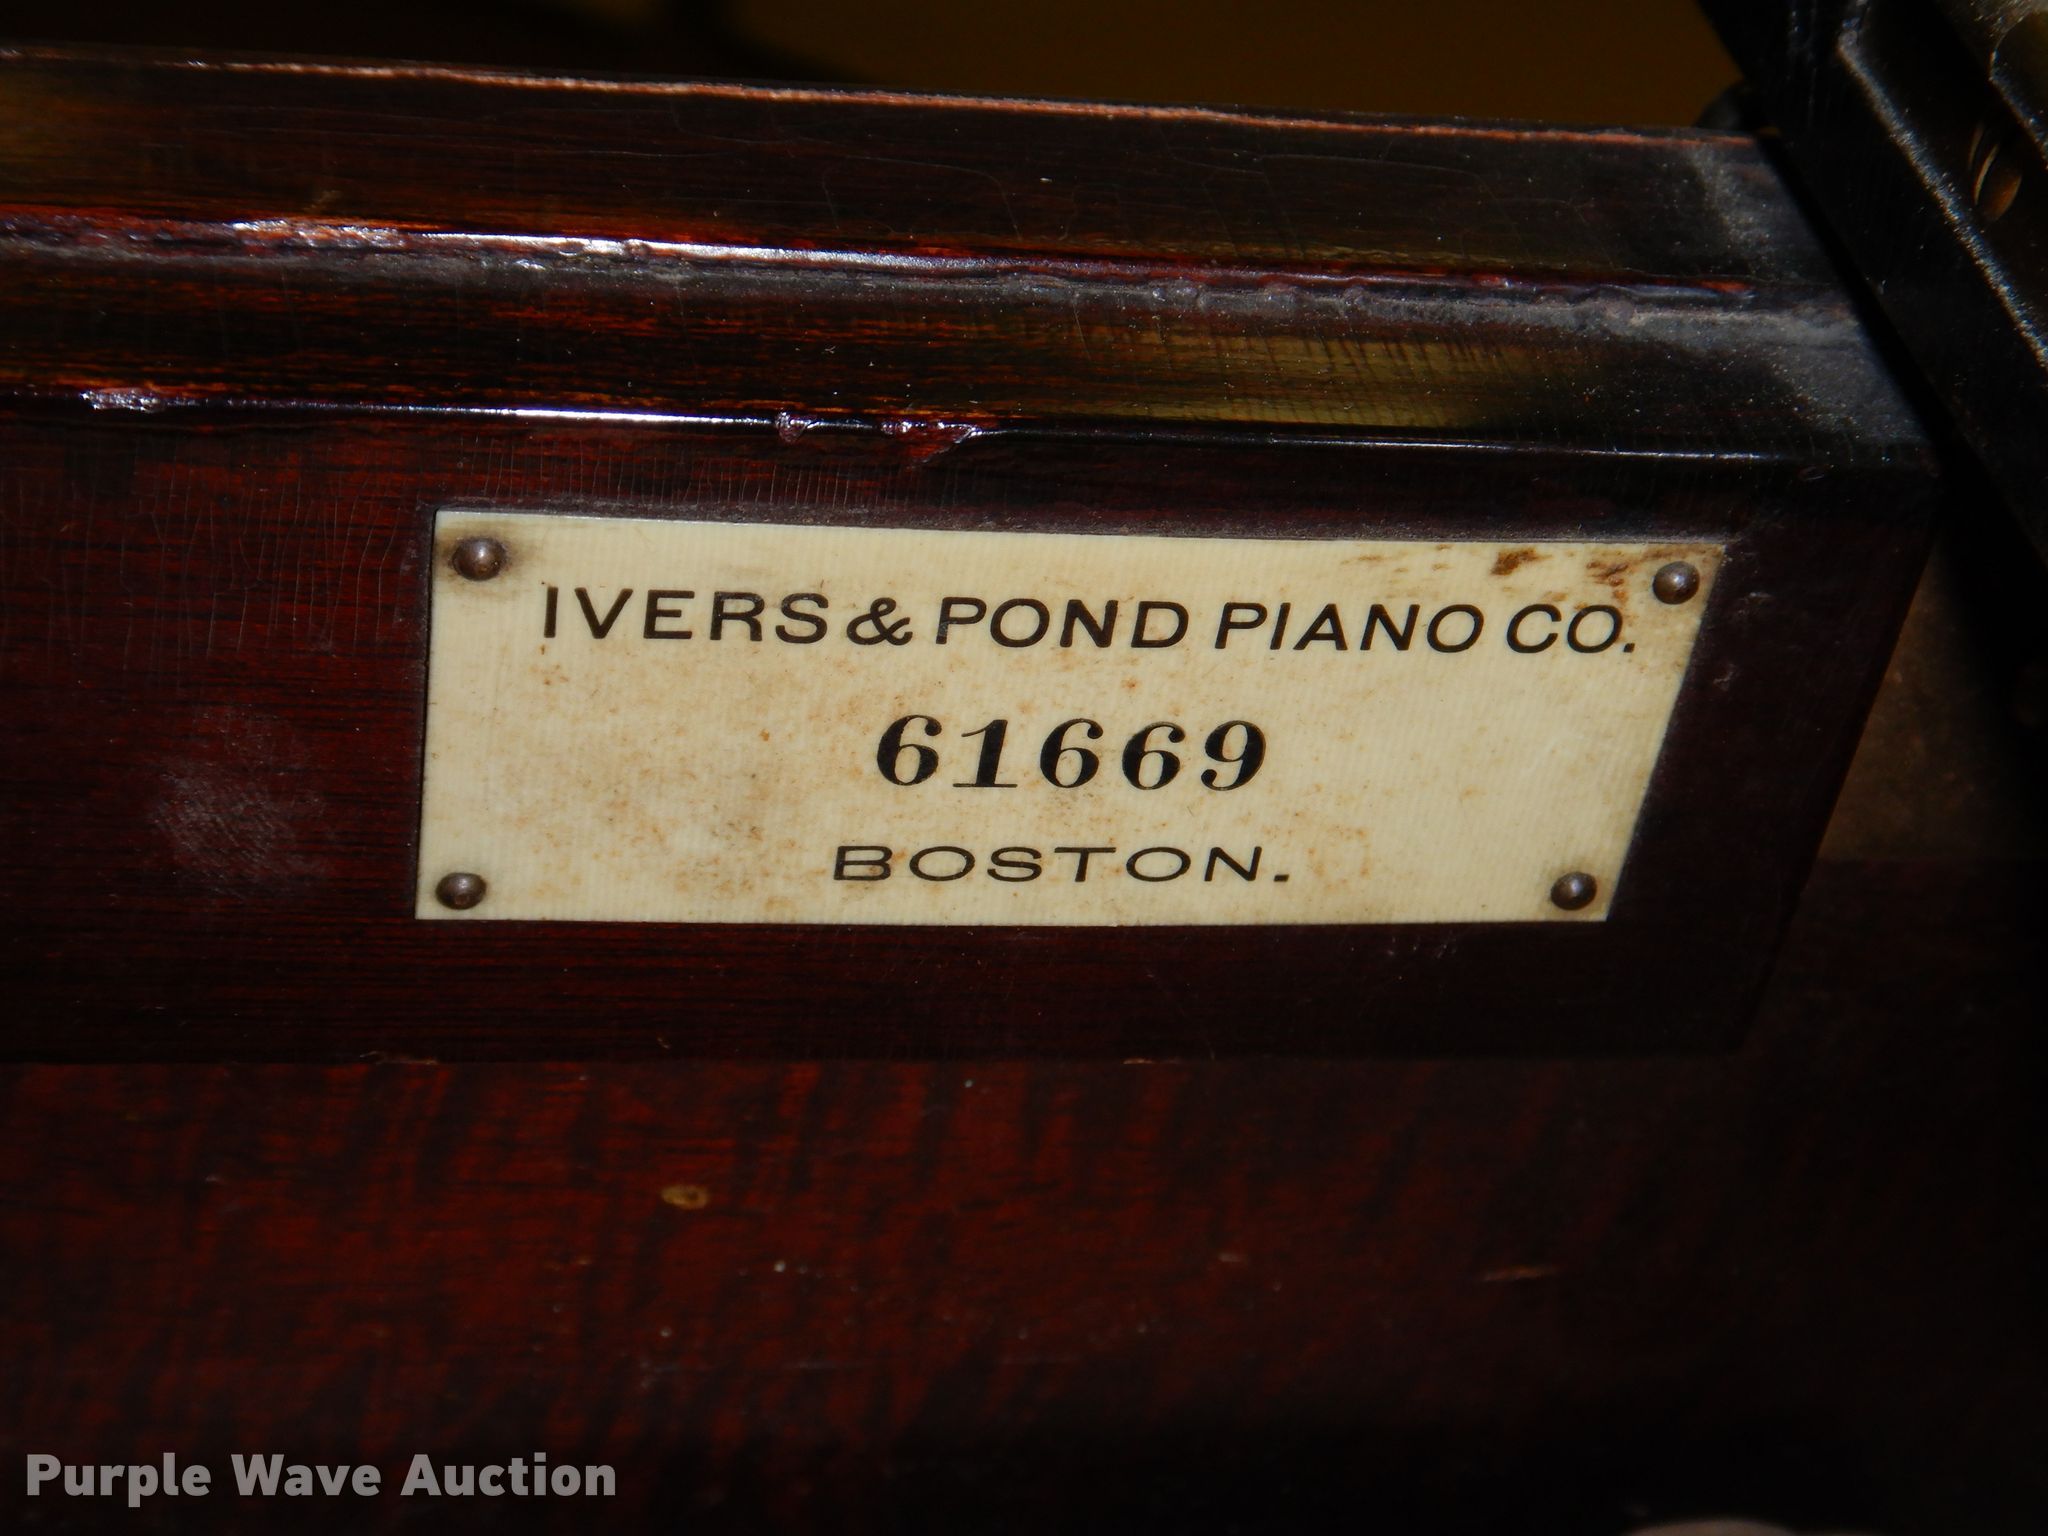 IVERS & POND PIANO CO.
61669
BOSTON.
Purple Wave Auction